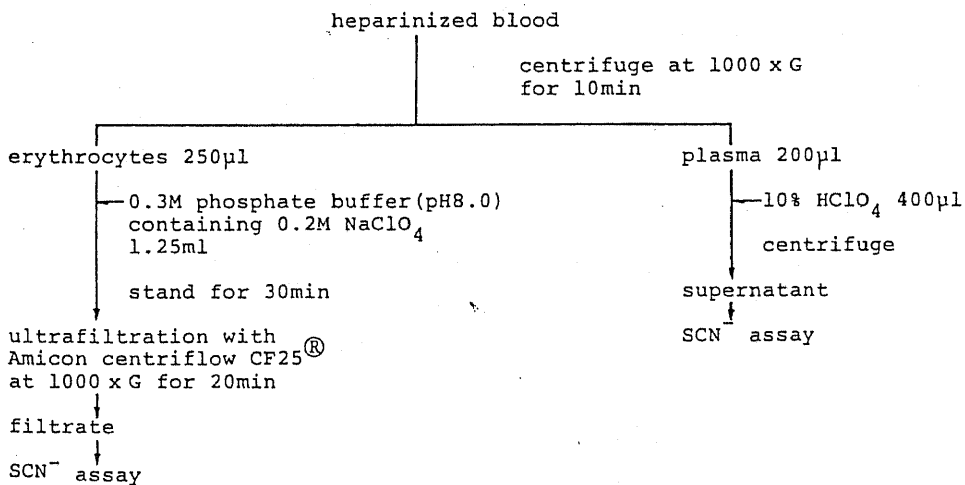 heparinized blood
centrifuge at 1000 x G
for 10min
erythrocytes 250µl
0.3M phosphate buffer(pH8.0)
containing 0.2M NaClO4
1.25ml
stand for 30min
ultrafiltration with
Amicon centriflow CF25®
at 1000 x G for 20min
filtrate
SCN⁻ assay
plasma 200µl
10% HClO4 400µl
centrifuge
supernatant
SCN⁻ assay